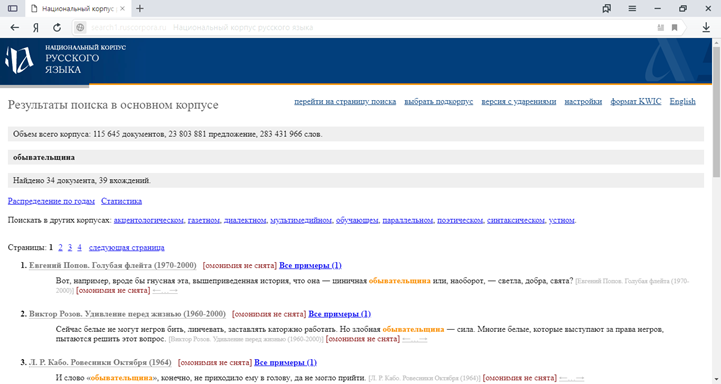 Национальный корпус
search1.ruscorpora.ru Национальный корпус русского языка
НАЦИОНАЛЬНЫЙ КОРПУС
РУССКОГО
ЯЗЫКА
Результаты поиска в основном корпусе
перейти на страницу поиска выбрать подкорпус версия с ударениями настройки формат KWIC English
Объем всего корпуса: 115 645 документов, 23 803 881 предложение, 283 431 966 слов.
обывательщина
Найдено 34 документа, 39 вхождений.
Распределение по годам Статистика
Поискать в других корпусах: акцентологическом, газетном, диалектном, мультимедийном, обучающем, параллельном, поэтическом, синтаксическом, устном.
Страницы: 1 2 3 4 следующая страница
1. Евгений Попов. Голубая флейта (1970-2000) [омонимия не снята] Все примеры (1)
Вот, например, вроде бы гнусная эта, вышеприведенная история, что она — циничная обывательщина или, наоборот, — светла, добра, свята? [Евгений Попов. Голубая флейта (1970-
2000)] [омонимия не снята] ←…→
2. Виктор Розов. Удивление перед жизнью (1960-2000) [омонимия не снята] Все примеры (1)
Сейчас белые не могут негров бить, линчевать, заставлять каторжно работать. Но злобная обывательщина — сила. Многие белые, которые выступают за права негров,
пытаются решить этот вопрос. [Виктор Розов. Удивление перед жизнью (1960-2000)] [омонимия не снята] ←…→
3. Л. Р. Кабо. Ровесники Октября (1964) [омонимия не снята] Все примеры (1)
И слово «обывательщина», конечно, не приходило ему в голову, да не могло прийти. [Л. Р. Кабо. Ровесники Октября (1964)] [омонимия не снята] ←…→